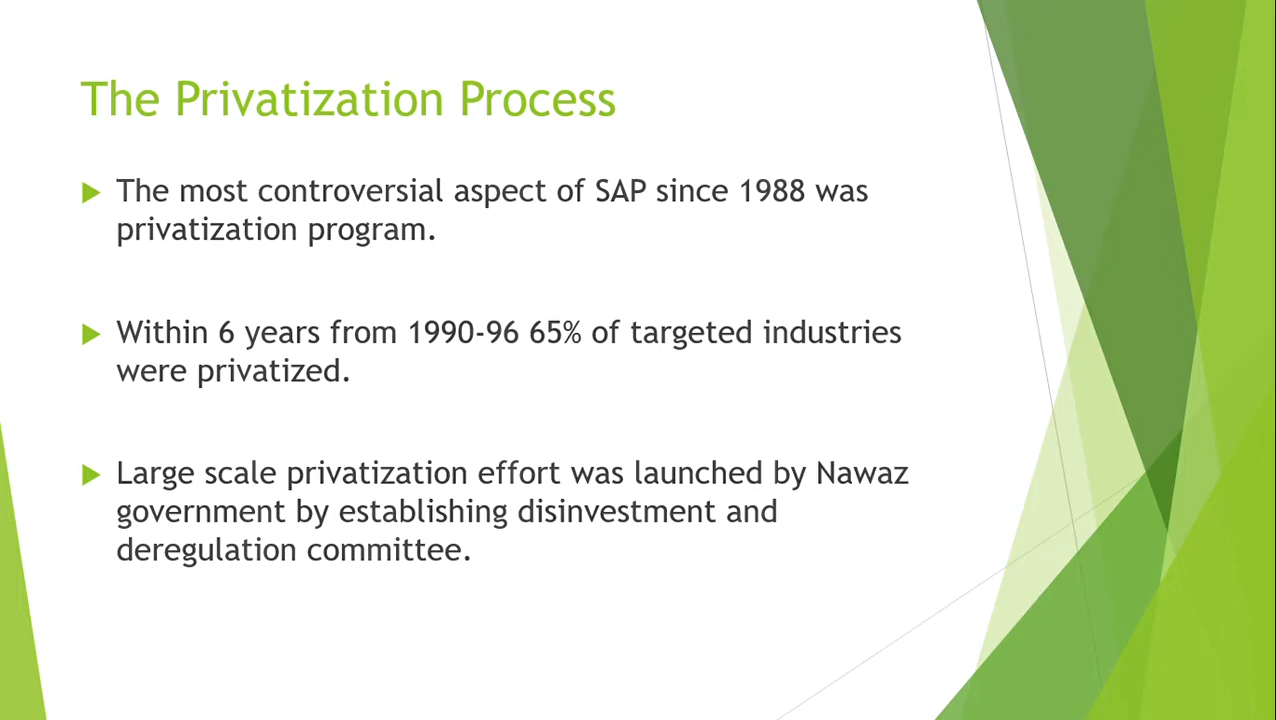 The Privatization Process
The most controversial aspect of SAP since 1988 was
privatization program.
Within 6 years from 1990-96 65% of targeted industries
were privatized.
Large scale privatization effort was launched by Nawaz
government by establishing disinvestment and
deregulation committee.